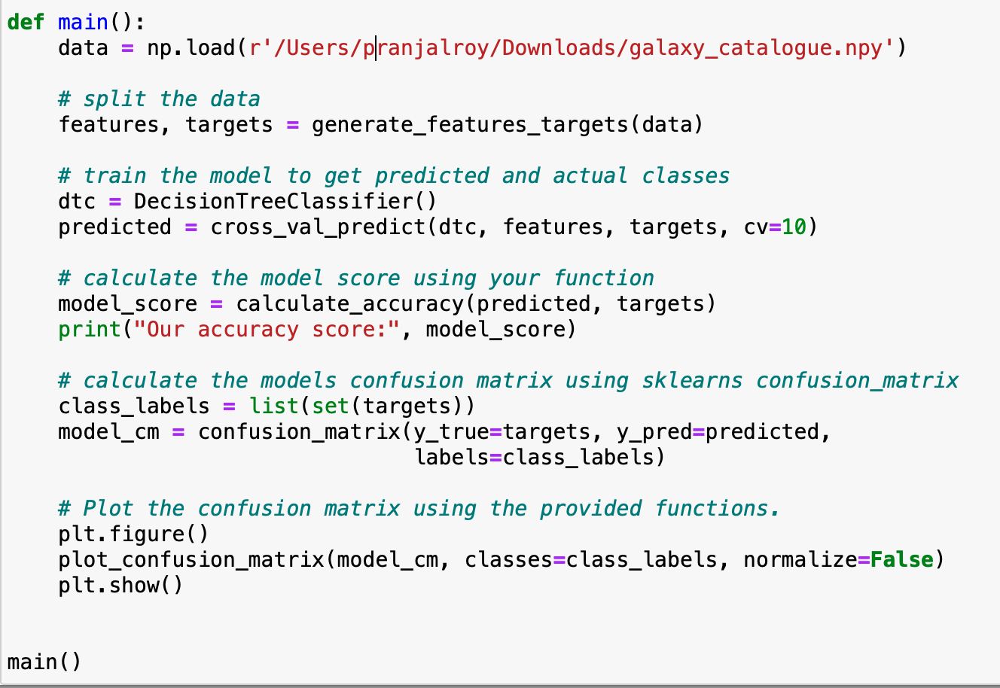 def main():
    data = np.load(r'/Users/pranjalroy/Downloads/galaxy_catalogue.npy')

    # split the data
    features, targets = generate_features_targets(data)

    # train the model to get predicted and actual classes
    dtc = DecisionTreeClassifier()
    predicted = cross_val_predict(dtc, features, targets, cv=10)

    # calculate the model score using your function
    model_score = calculate_accuracy(predicted, targets)
    print("Our accuracy score:", model_score)

    # calculate the models confusion matrix using sklearns confusion_matrix
    class_labels = list(set(targets))
    model_cm = confusion_matrix(y_true=targets, y_pred=predicted,
                                labels=class_labels)

    # Plot the confusion matrix using the provided functions.
    plt.figure()
    plot_confusion_matrix(model_cm, classes=class_labels, normalize=False)
    plt.show()


main()